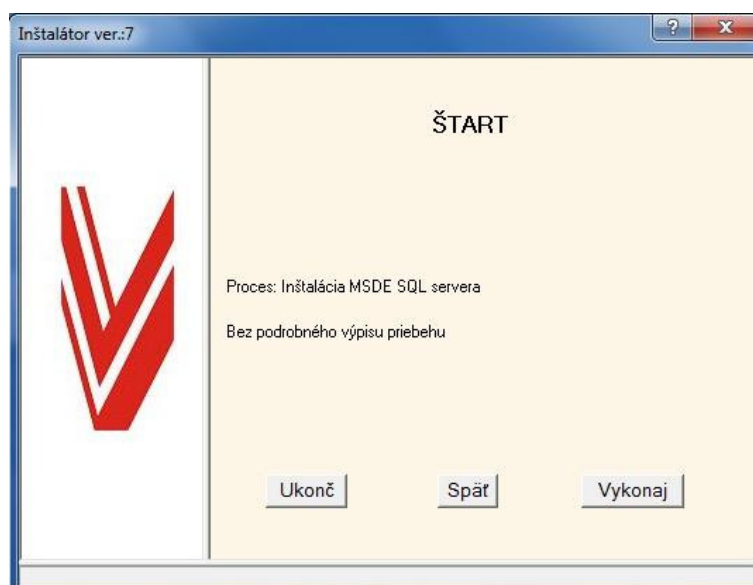 Inštalátor ver.:7
ŠTART
Proces: Inštalácia MSDE SQL servera
Bez podrobného výpisu priebehu
Ukonč
Späť
Vykonaj